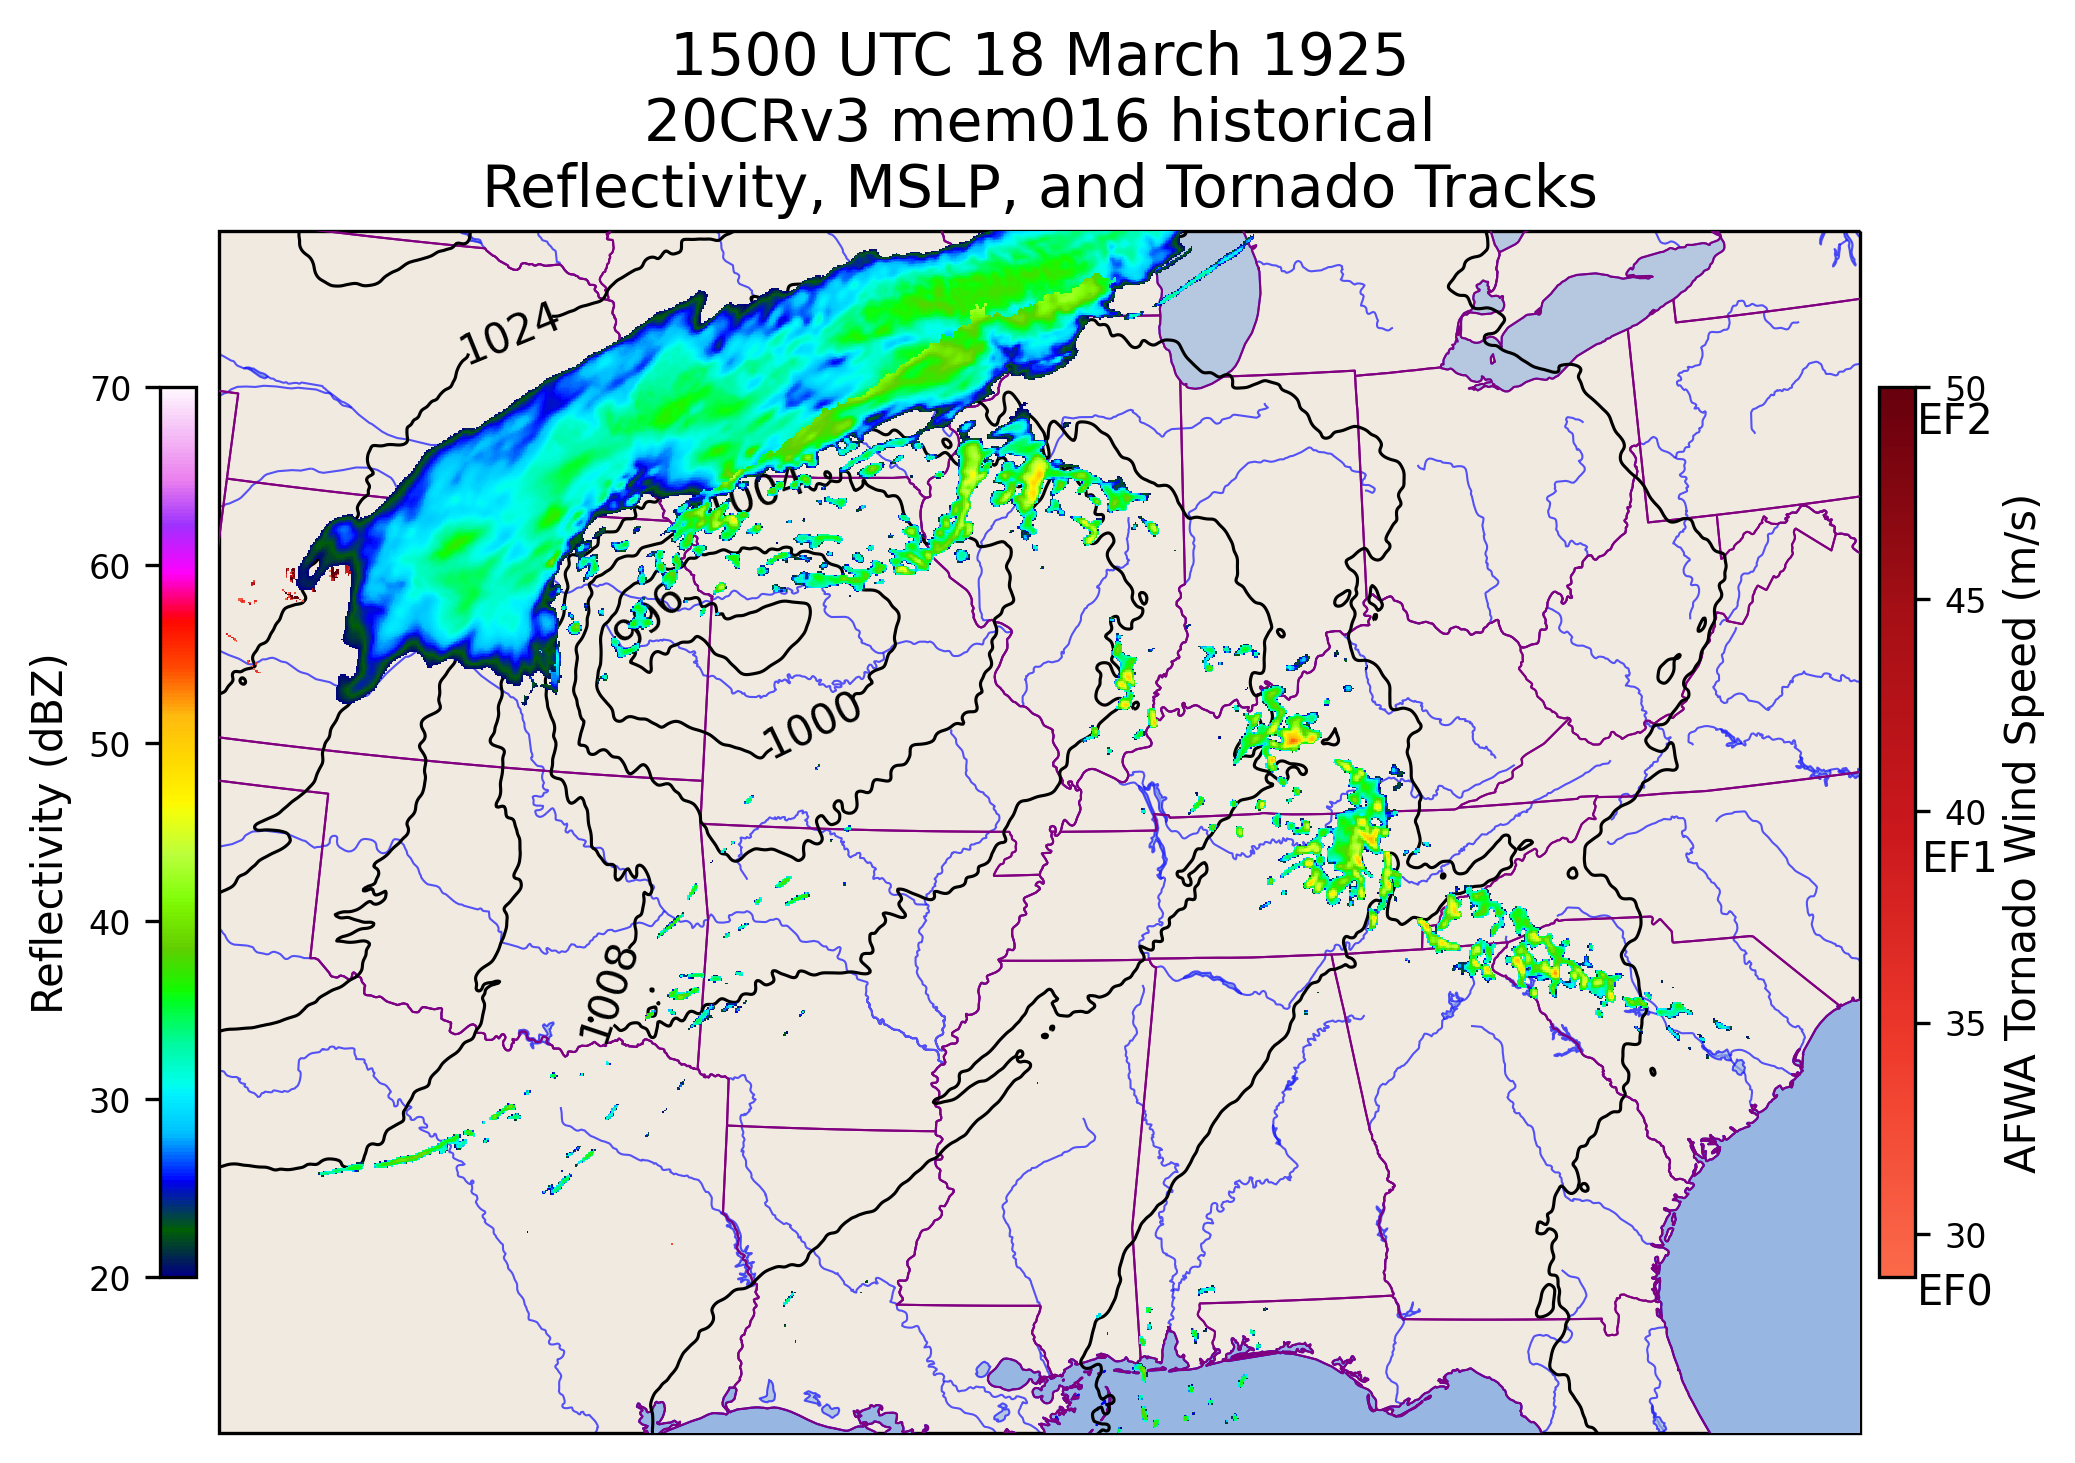 1500 UTC 18 March 1925
20CRv3 mem016 historical
Reflectivity, MSLP, and Tornado Tracks
1024
996
1000
1008
Reflectivity (dBZ)
70
60
50
40
30
20
50
EF2
45
40
EF1
35
30
EF0
AFWA Tornado Wind Speed (m/s)